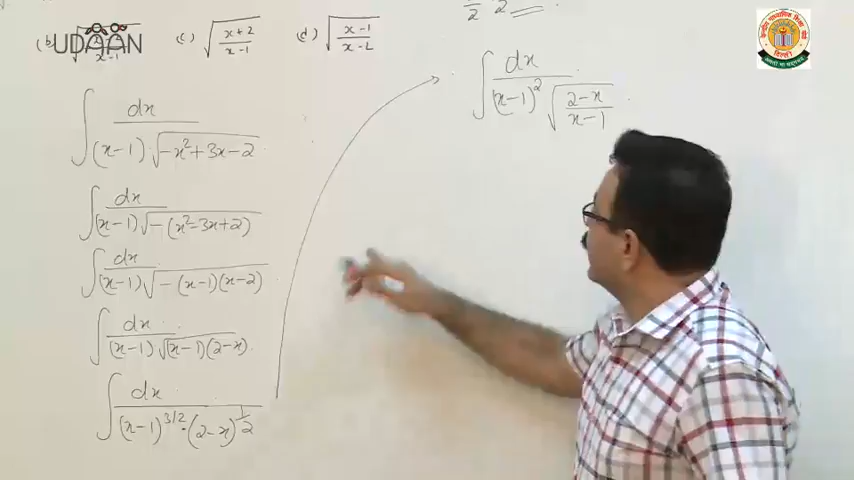 UDAAN
(b) √ x-1
(c) √((x+2)/(x-1))
(d) √((x-1)/(x-2))
∫ dx / ((x-1) √(-x²+3x-2))
∫ dx / ((x-1) √(-(x²-3x+2)))
∫ dx / ((x-1) √(-(x-1)(x-2)))
∫ dx / ((x-1) √((x-1)(2-x)))
∫ dx / ((x-1)^(3/2) · (2-x)^(1/2))
∫ dx / ((x-1)² √((2-x)/(x-1)))